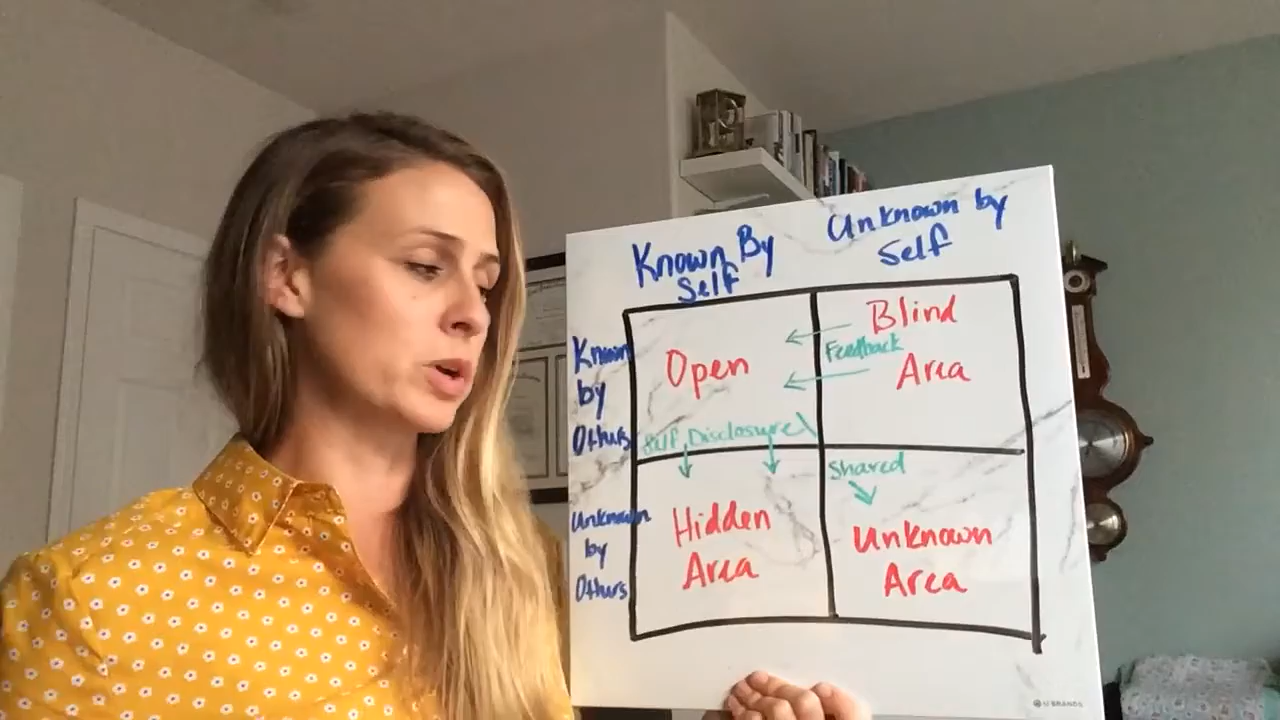 Known By
Self
Unknown by
Self
Known
by
Others
Open
Blind
Area
Feedback
Self Disclosure
Shared
Unknown
by
Others
Hidden
Area
Unknown
Area
U BRANDS